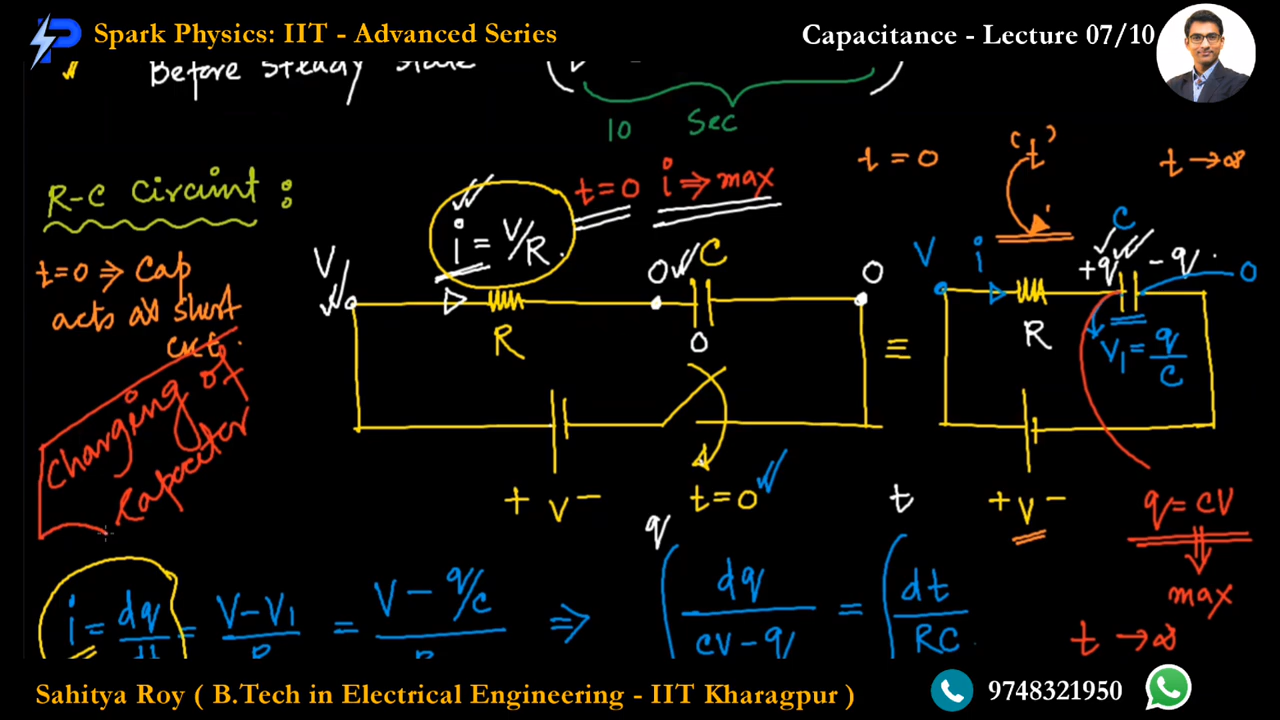 Spark Physics: IIT - Advanced Series
Capacitance - Lecture 07/10
Before Steady State
10 Sec
R-C Circuit :
t=0 ⇒ Cap
acts as short
ckt.
Charging of
Capacitor
i = V/R.
t=0 i ⇒ max
V
0
C
0
R
0
+ V -
t=0
≡
t = 0
't'
t → ∞
V
i
C
+q
-q
0
R
V₁ = q/C
+ V -
q = CV
max
t → ∞
i = dq/dt = (V-V₁)/R = (V - q/C)/R ⇒ ∫ dq/(CV-q) = ∫ dt/RC
q
t
Sahitya Roy ( B.Tech in Electrical Engineering - IIT Kharagpur )
9748321950